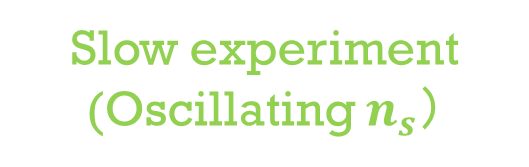 Slow experiment
(Oscillating nₛ）